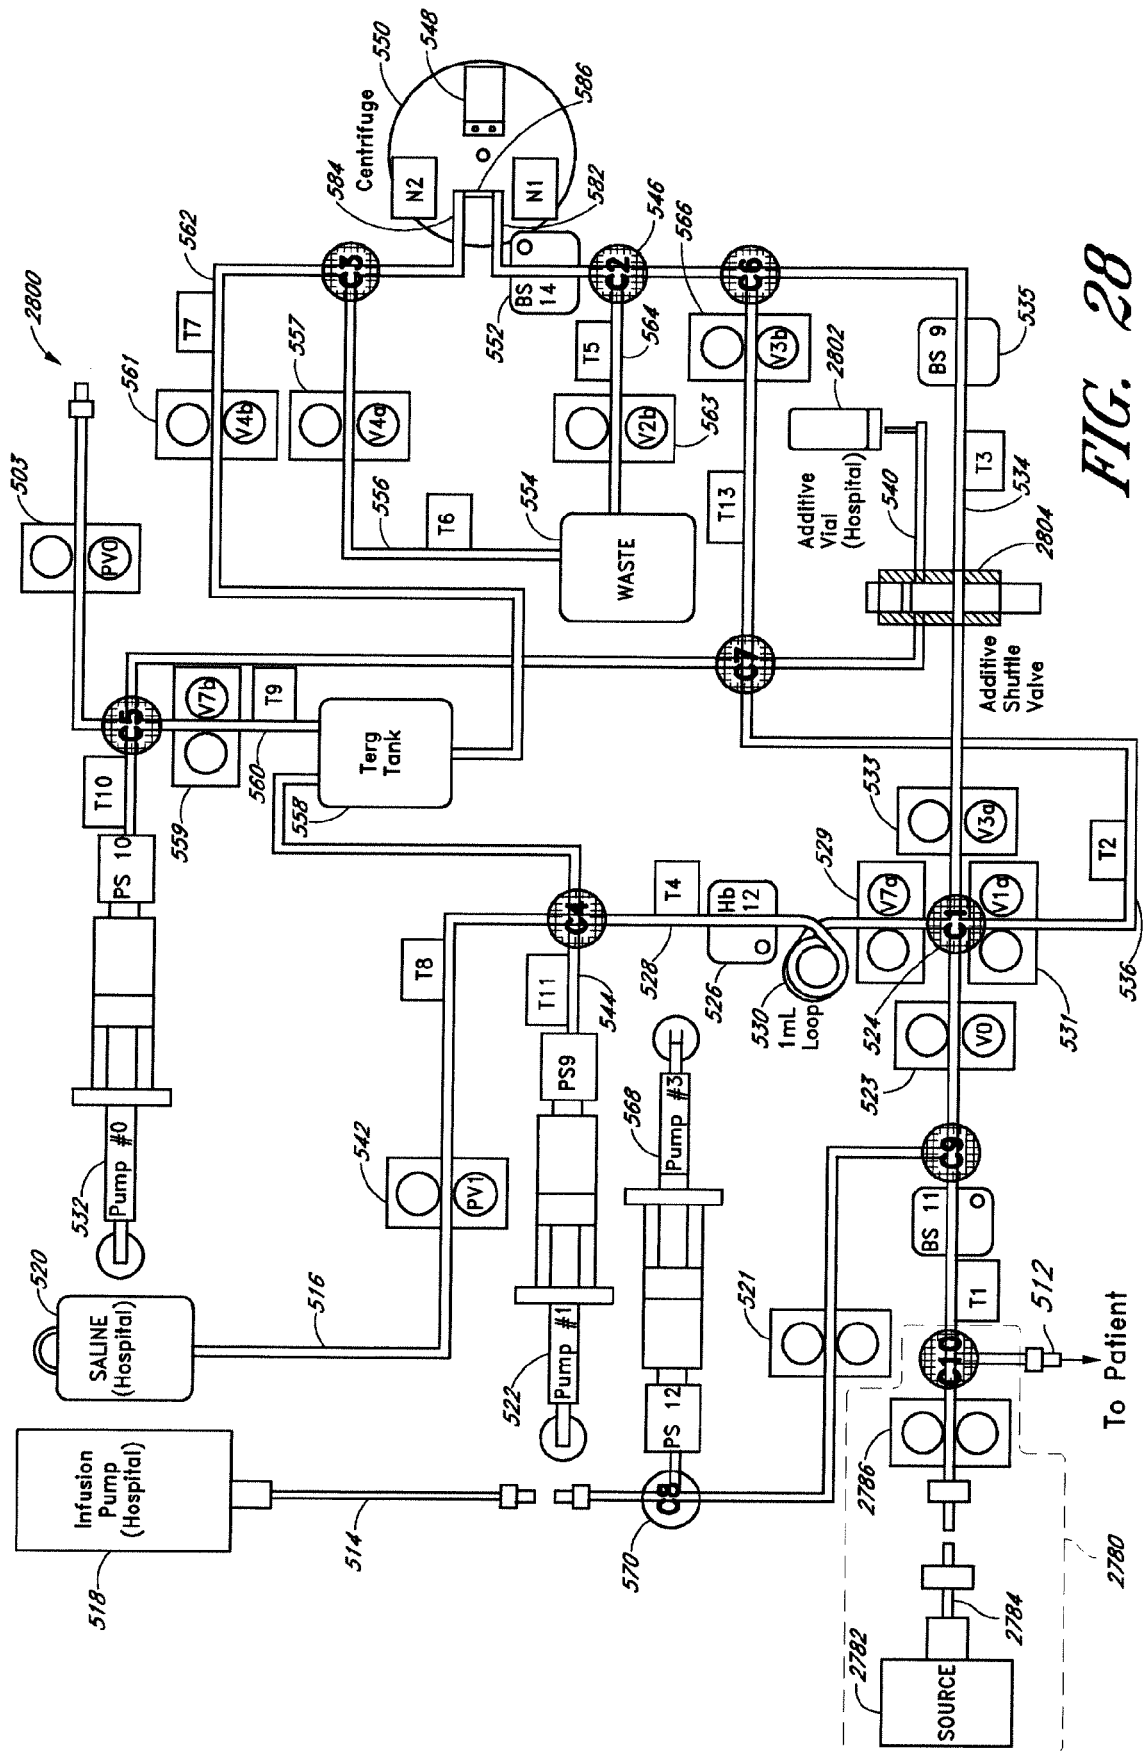 2800
503
PV0
561
T7
562
V4b
557
V4a
584
Centrifuge
550
548
N2
N1
586
582
C3
552
BS
14
546
C2
T5
564
V2b
563
566
C6
V3b
2802
Additive
Vial
(Hospital)
540
BS 9
535
T3
534
2804
Additive
Shuttle
Valve
556
T6
554
WASTE
T13
C7
532
Pump #0
PS 10
T10
C5
V7b
559
T9
560
558
Terg
Tank
520
SALINE
(Hospital)
516
542
PV1
T8
C4
T11
544
PS9
522
Pump #1
528
T4
Hb
12
526
530
1mL
Loop
529
V7a
533
V3a
C1
524
V1a
531
T2
536
523
V0
568
Pump #3
PS 12
C8
570
521
C9
BS 11
T1
C10
512
To Patient
518
Infusion
Pump
(Hospital)
514
2786
2780
2782
SOURCE
2784
FIG. 28